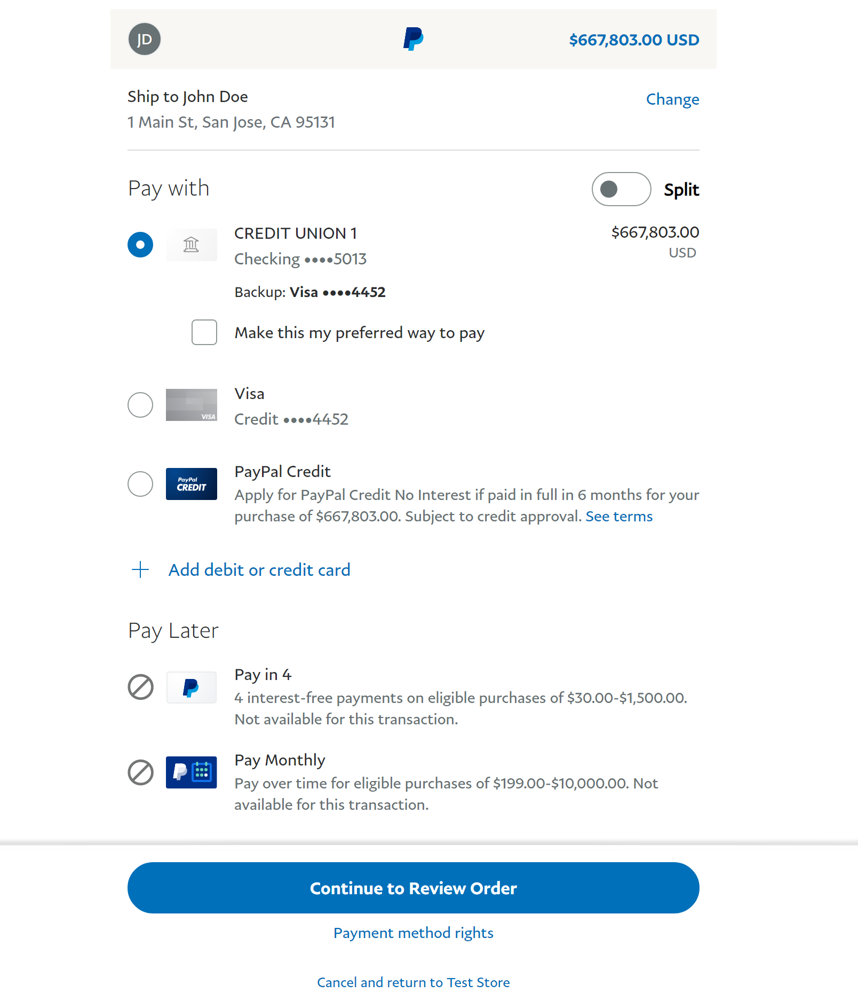 JD
$667,803.00 USD
Ship to John Doe
Change
1 Main St, San Jose, CA 95131
Pay with
Split
CREDIT UNION 1
$667,803.00
Checking ••••5013
USD
Backup: Visa ••••4452
Make this my preferred way to pay
Visa
VISA
Credit ••••4452
PayPal Credit
PayPal
CREDIT
Apply for PayPal Credit No Interest if paid in full in 6 months for your
purchase of $667,803.00. Subject to credit approval. See terms
Add debit or credit card
Pay Later
Pay in 4
4 interest-free payments on eligible purchases of $30.00-$1,500.00.
Not available for this transaction.
Pay Monthly
Pay over time for eligible purchases of $199.00-$10,000.00. Not
available for this transaction.
Continue to Review Order
Payment method rights
Cancel and return to Test Store